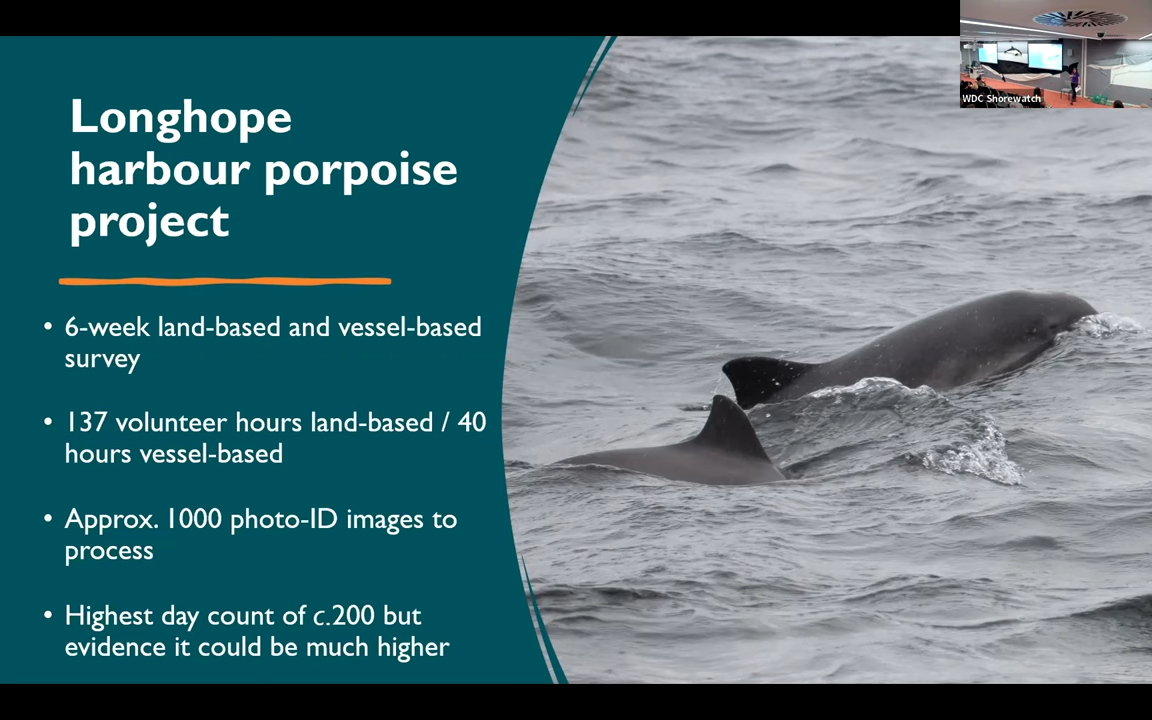 WDC Shorewatch
Longhope
harbour porpoise
project
• 6-week land-based and vessel-based
survey
• 137 volunteer hours land-based / 40
hours vessel-based
• Approx. 1000 photo-ID images to
process
• Highest day count of c.200 but
evidence it could be much higher